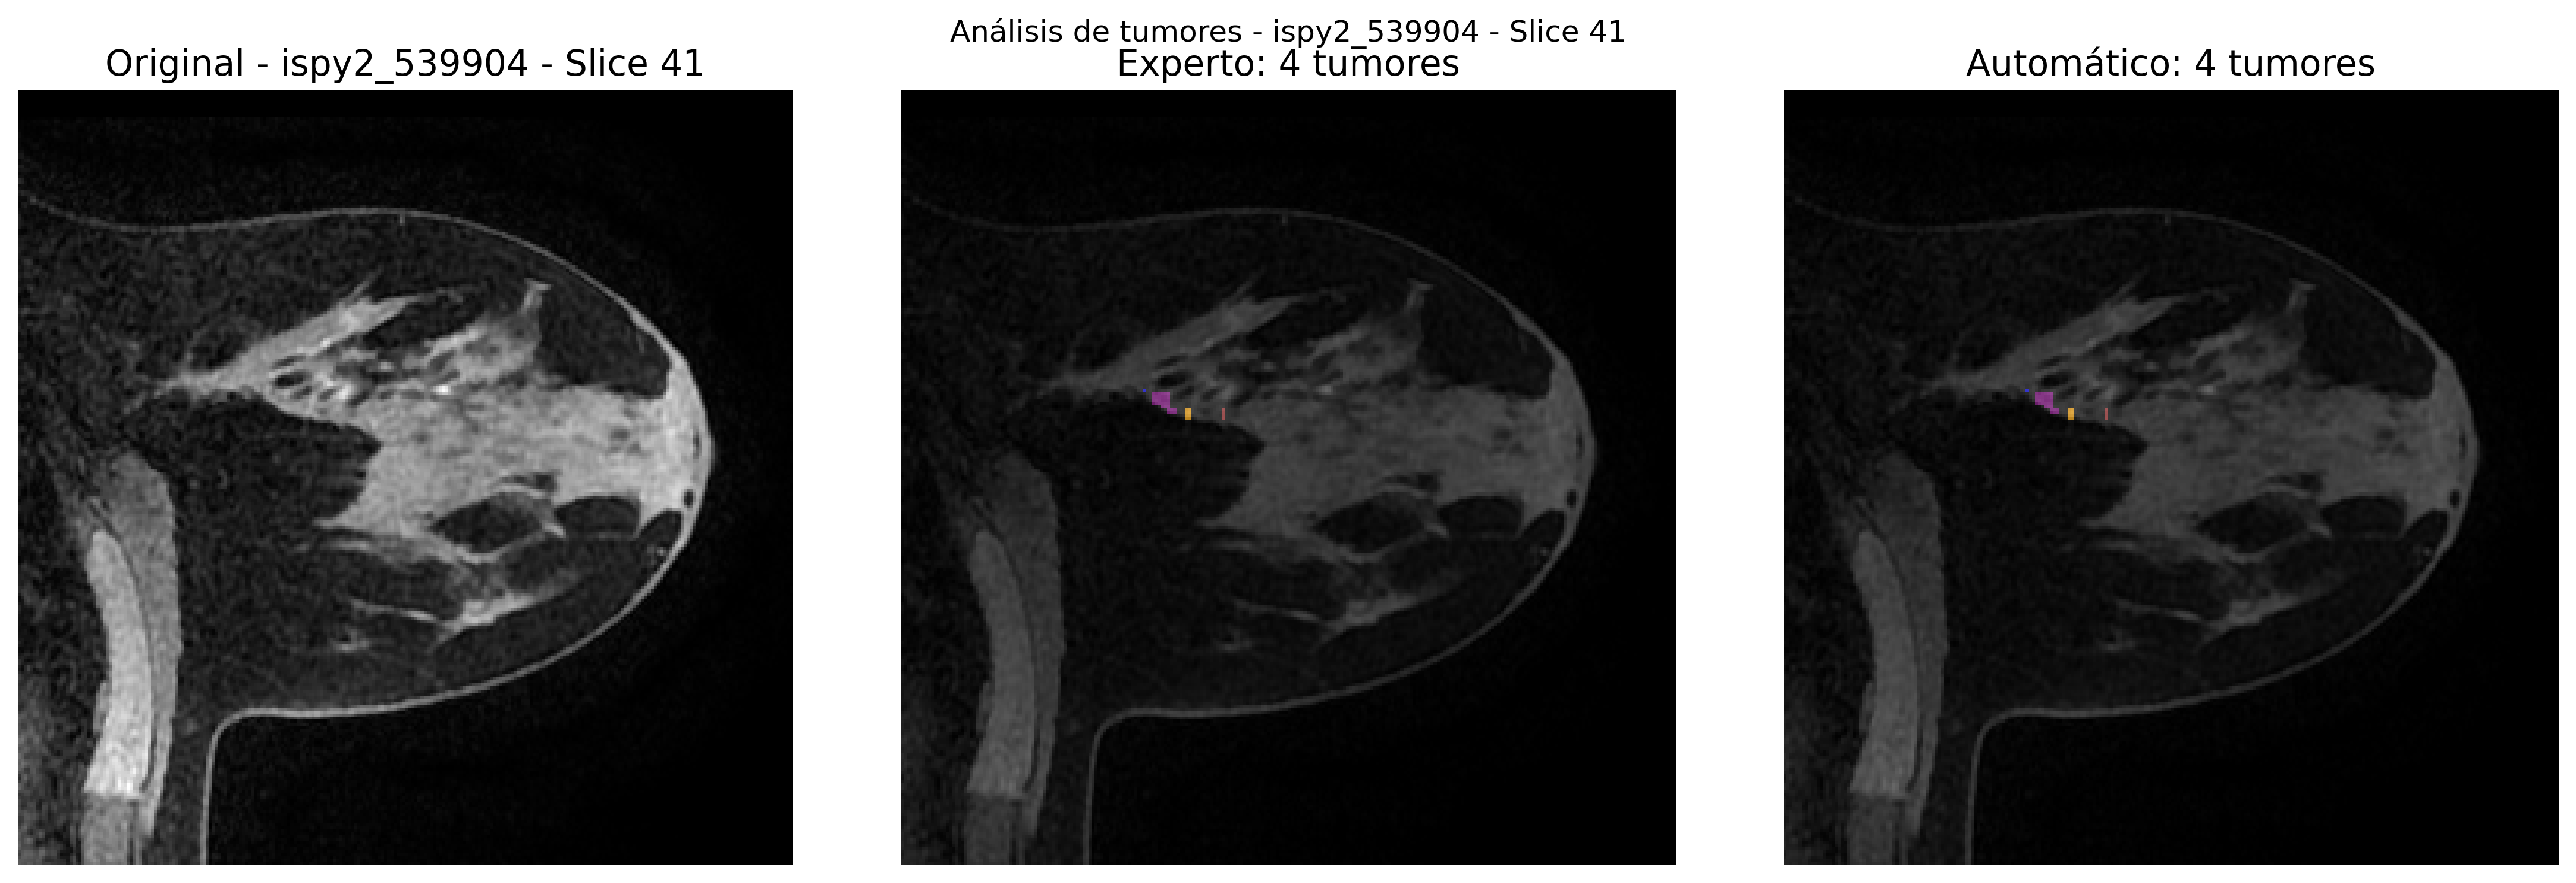 Análisis de tumores - ispy2_539904 - Slice 41
Original - ispy2_539904 - Slice 41
Experto: 4 tumores
Automático: 4 tumores